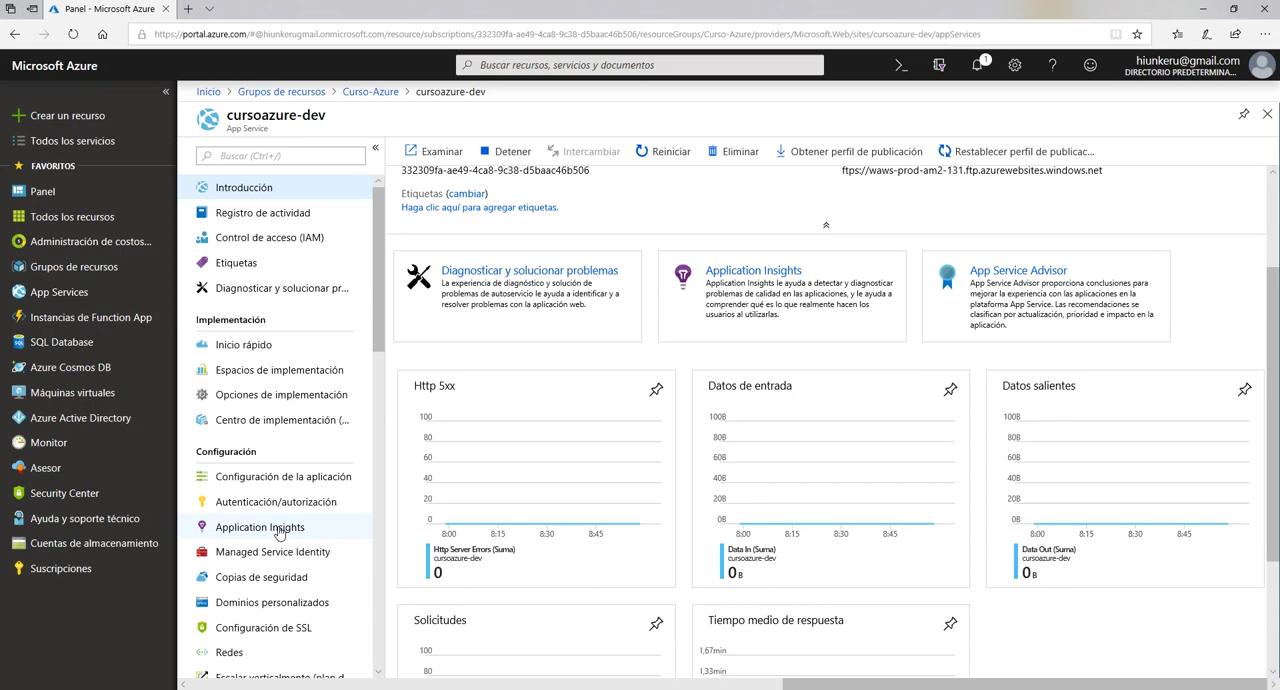 Panel - Microsoft Azure
https://portal.azure.com/#@hiunkerugmail.onmicrosoft.com/resource/subscriptions/332309fa-ae49-4ca8-9c38-d5baac46b506/resourceGroups/Curso-Azure/providers/Microsoft.Web/sites/cursoazure-dev/appServices
Microsoft Azure
Buscar recursos, servicios y documentos
1
hiunkeru@gmail.com
DIRECTORIO PREDETERMINA...
Crear un recurso
Todos los servicios
FAVORITOS
Panel
Todos los recursos
Administración de costos...
Grupos de recursos
App Services
Instancias de Function App
SQL Database
Azure Cosmos DB
Máquinas virtuales
Azure Active Directory
Monitor
Asesor
Security Center
Ayuda y soporte técnico
Cuentas de almacenamiento
Suscripciones
Inicio > Grupos de recursos > Curso-Azure > cursoazure-dev
cursoazure-dev
App Service
Buscar (Ctrl+/)
Introducción
Registro de actividad
Control de acceso (IAM)
Etiquetas
Diagnosticar y solucionar pr...
Implementación
Inicio rápido
Espacios de implementación
Opciones de implementación
Centro de implementación (...
Configuración
Configuración de la aplicación
Autenticación/autorización
Application Insights
Managed Service Identity
Copias de seguridad
Dominios personalizados
Configuración de SSL
Redes
Escalar verticalmente (plan d...
Examinar Detener Intercambiar Reiniciar Eliminar Obtener perfil de publicación Restablecer perfil de publicac...
332309fa-ae49-4ca8-9c38-d5baac46b506
ftps://waws-prod-am2-131.ftp.azurewebsites.windows.net
Etiquetas (cambiar)
Haga clic aquí para agregar etiquetas.
Diagnosticar y solucionar problemas
La experiencia de diagnóstico y solución de
problemas de autoservicio le ayuda a identificar y a
resolver problemas con la aplicación web.
Application Insights
Application Insights le ayuda a detectar y diagnosticar
problemas de calidad en las aplicaciones, y le ayuda a
comprender qué es lo que realmente hacen los
usuarios al utilizarlas.
App Service Advisor
App Service Advisor proporciona conclusiones para
mejorar la experiencia con las aplicaciones en la
plataforma App Service. Las recomendaciones se
clasifican por actualización, prioridad e impacto en la
aplicación.
Http 5xx
100
80
60
40
20
0
8:00 8:15 8:30 8:45
Http Server Errors (Suma)
cursoazure-dev
0
Datos de entrada
100B
80B
60B
40B
20B
0B
8:00 8:15 8:30 8:45
Data In (Suma)
cursoazure-dev
0 B
Datos salientes
100B
80B
60B
40B
20B
0B
8:00 8:15 8:30 8:45
Data Out (Suma)
cursoazure-dev
0 B
Solicitudes
100
80
Tiempo medio de respuesta
1,67min
1,33min